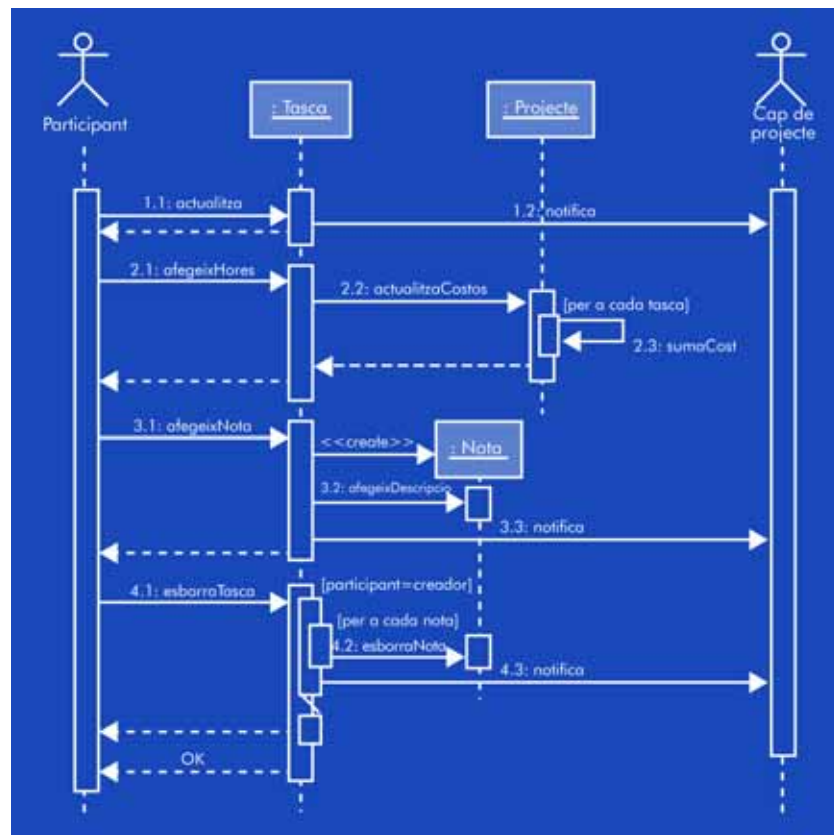 Participant
: Tasca
: Projecte
Cap de
projecte
1.1: actualitza
1.2: notifica
2.1: afegeixHores
2.2: actualitzaCostos
[per a cada tasca]
2.3: sumaCost
3.1: afegeixNota
<<create>>
: Nota
3.2: afegeixDescripcio
3.3: notifica
4.1: esborraTasca
[participant=creador]
[per a cada nota]
4.2: esborraNota
4.3: notifica
OK